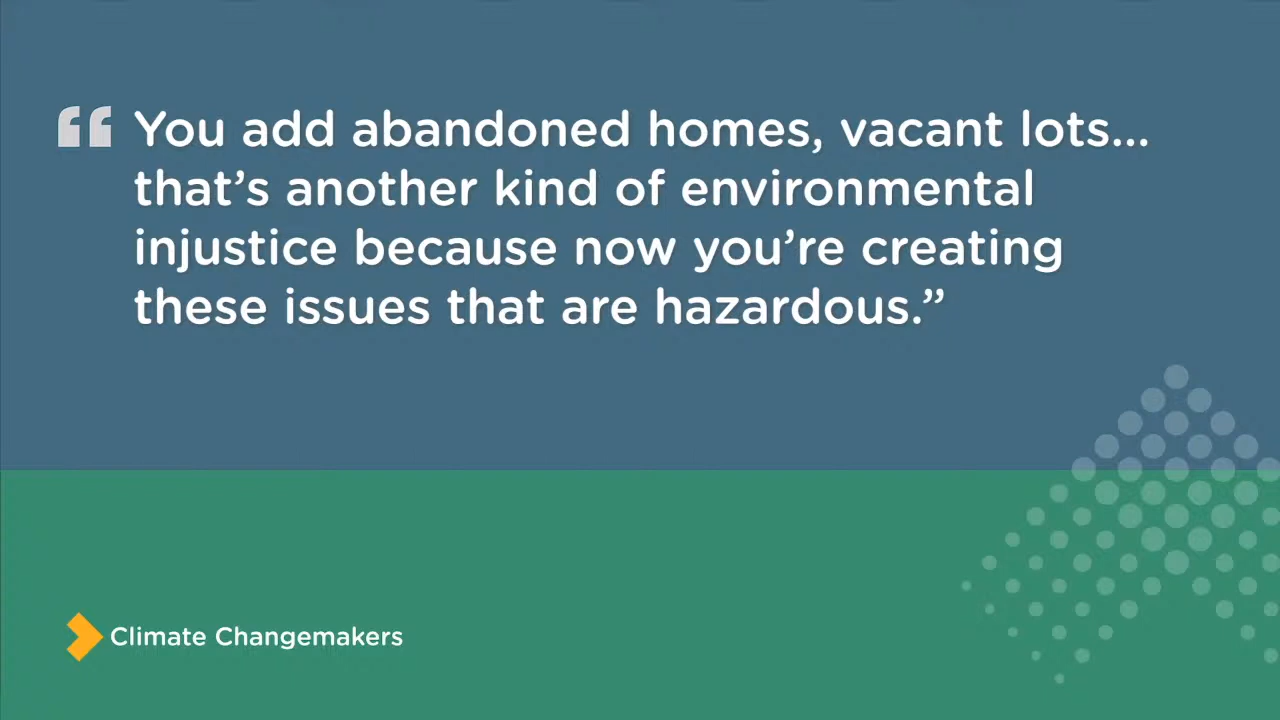 “You add abandoned homes, vacant lots...
that’s another kind of environmental
injustice because now you’re creating
these issues that are hazardous.”
Climate Changemakers